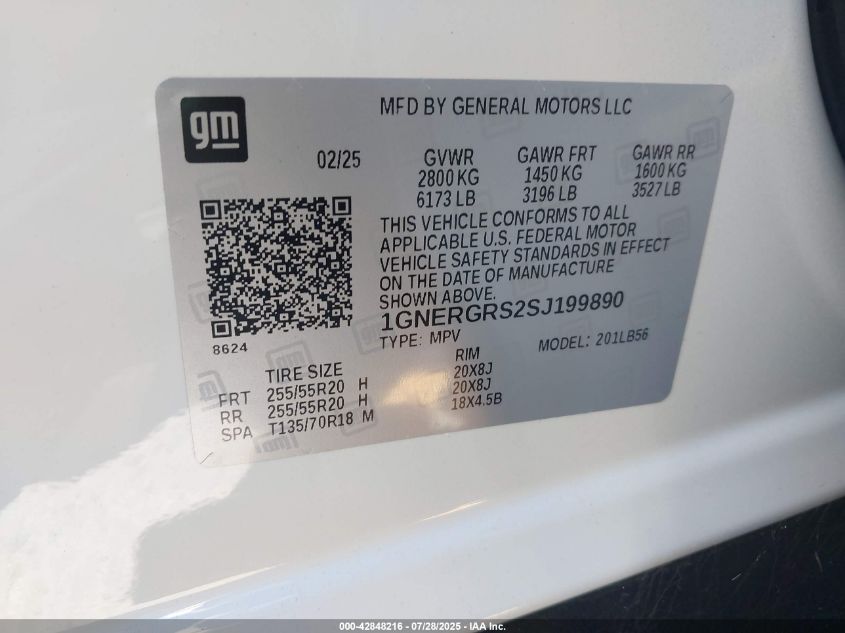 gm
MFD BY GENERAL MOTORS LLC
02/25
GVWR GAWR FRT GAWR RR
2800 KG 1450 KG 1600 KG
6173 LB 3196 LB 3527 LB
THIS VEHICLE CONFORMS TO ALL
APPLICABLE U.S. FEDERAL MOTOR
VEHICLE SAFETY STANDARDS IN EFFECT
ON THE DATE OF MANUFACTURE
SHOWN ABOVE.
1GNERGRS2SJ199890
TYPE: MPV MODEL: 201LB56
8624
TIRE SIZE RIM
FRT 255/55R20 H 20X8J
RR 255/55R20 H 20X8J
SPA T135/70R18 M 18X4.5B
000-42848216 - 07/28/2025 - IAA Inc.